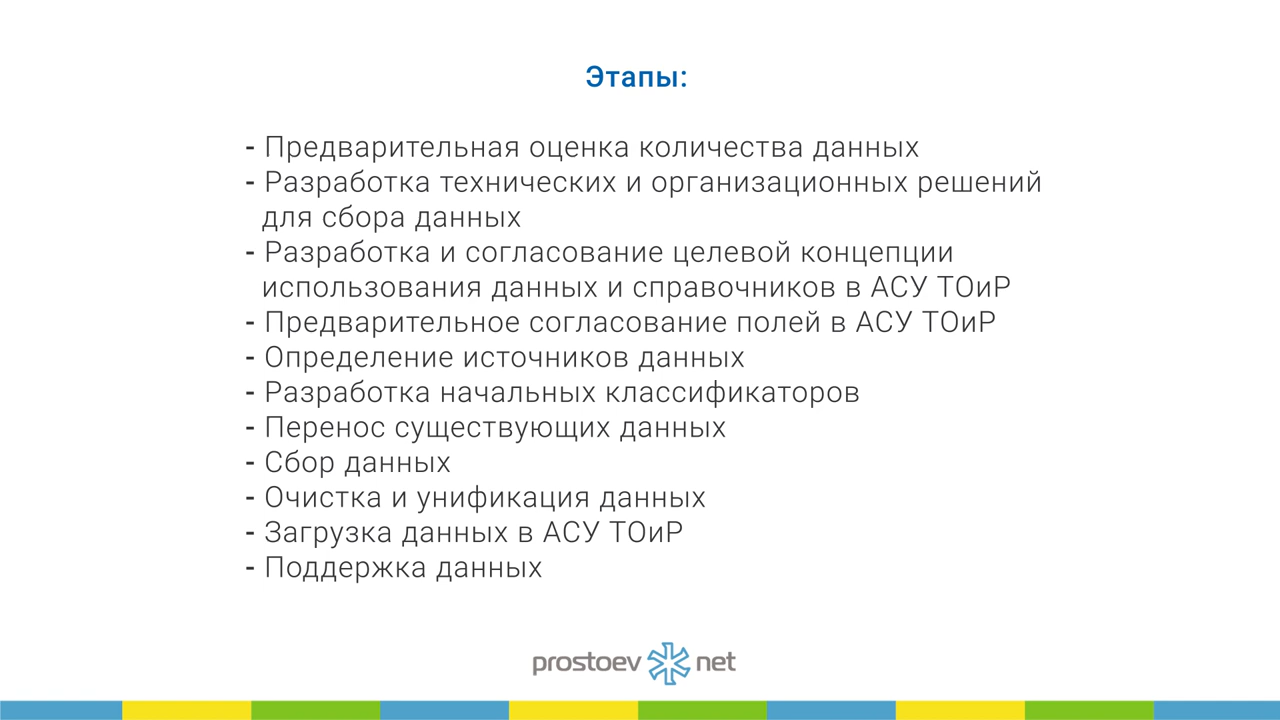 Этапы:
- Предварительная оценка количества данных
- Разработка технических и организационных решений
для сбора данных
- Разработка и согласование целевой концепции
использования данных и справочников в АСУ ТОиР
- Предварительное согласование полей в АСУ ТОиР
- Определение источников данных
- Разработка начальных классификаторов
- Перенос существующих данных
- Сбор данных
- Очистка и унификация данных
- Загрузка данных в АСУ ТОиР
- Поддержка данных
prostoev net